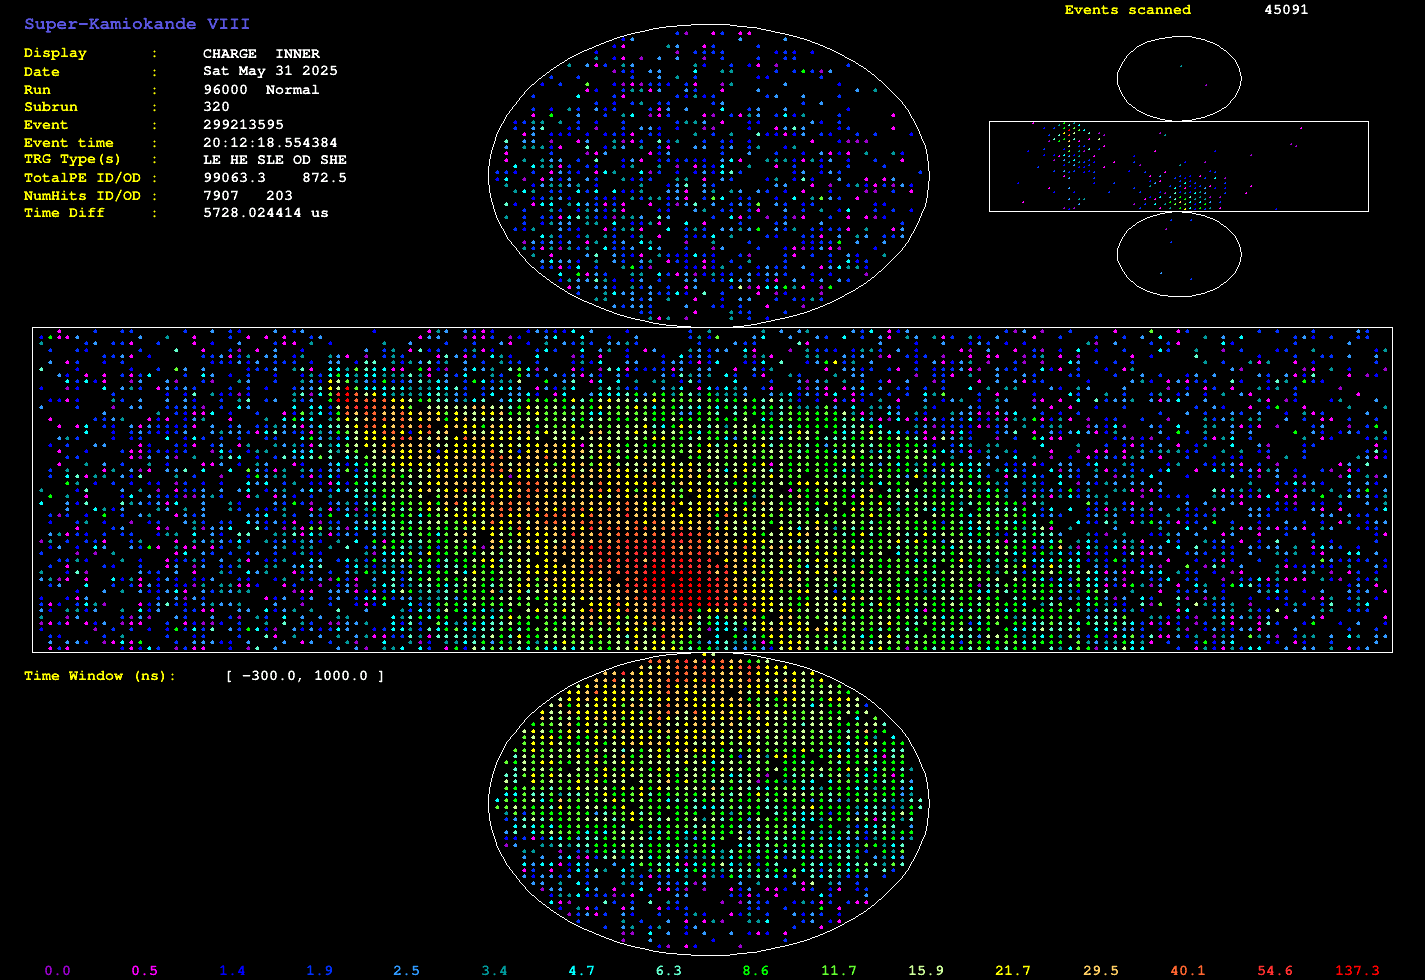 Super-Kamiokande VIII
Events scanned 45091
Display : CHARGE INNER
Date : Sat May 31 2025
Run : 96000 Normal
Subrun : 320
Event : 299213595
Event time : 20:12:18.554384
TRG Type(s) : LE HE SLE OD SHE
TotalPE ID/OD : 99063.3 872.5
NumHits ID/OD : 7907 203
Time Diff : 5728.024414 us
Time Window (ns): [ -300.0, 1000.0 ]
0.0 0.5 1.4 1.9 2.5 3.4 4.7 6.3 8.6 11.7 15.9 21.7 29.5 40.1 54.6 137.3